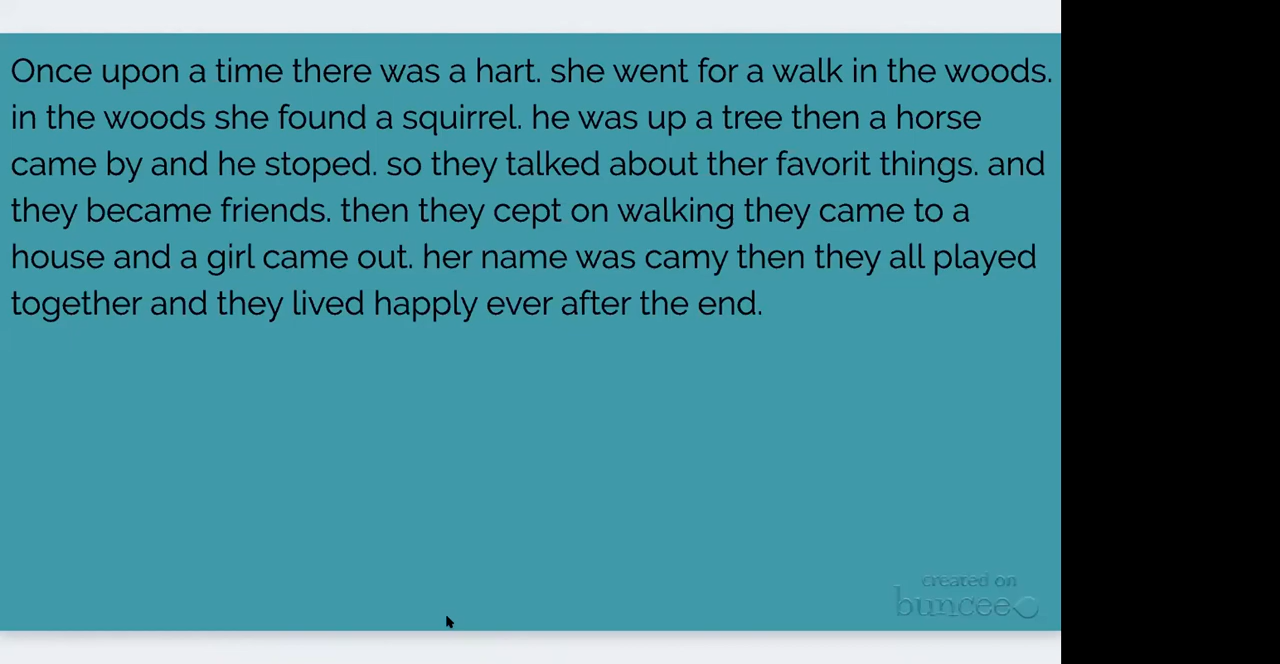 Once upon a time there was a hart. she went for a walk in the woods.
in the woods she found a squirrel. he was up a tree then a horse
came by and he stoped. so they talked about ther favorit things. and
they became friends. then they cept on walking they came to a
house and a girl came out. her name was camy then they all played
together and they lived happly ever after the end.
created on
buncee